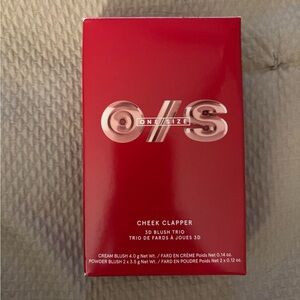 O//S
ONE/SIZE
CHEEK CLAPPER
3D BLUSH TRIO
TRIO DE FARDS À JOUES 3D
CREAM BLUSH 4.0 g Net Wt. / FARD EN CRÈME Poids Net 0.14 oz.
POWDER BLUSH 2 x 3.5 g Net Wt. / FARD EN POUDRE Poids Net 2 x 0.12 oz.